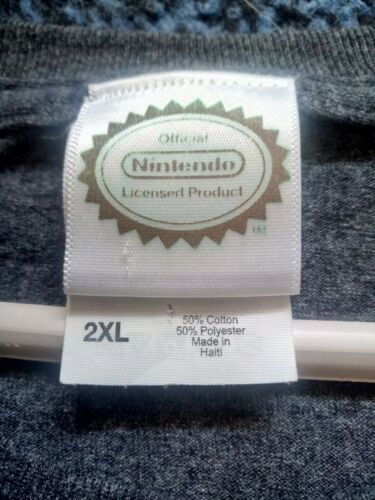 Official
Nintendo
Licensed Product
2XL
50% Cotton
50% Polyester
Made in
Haiti